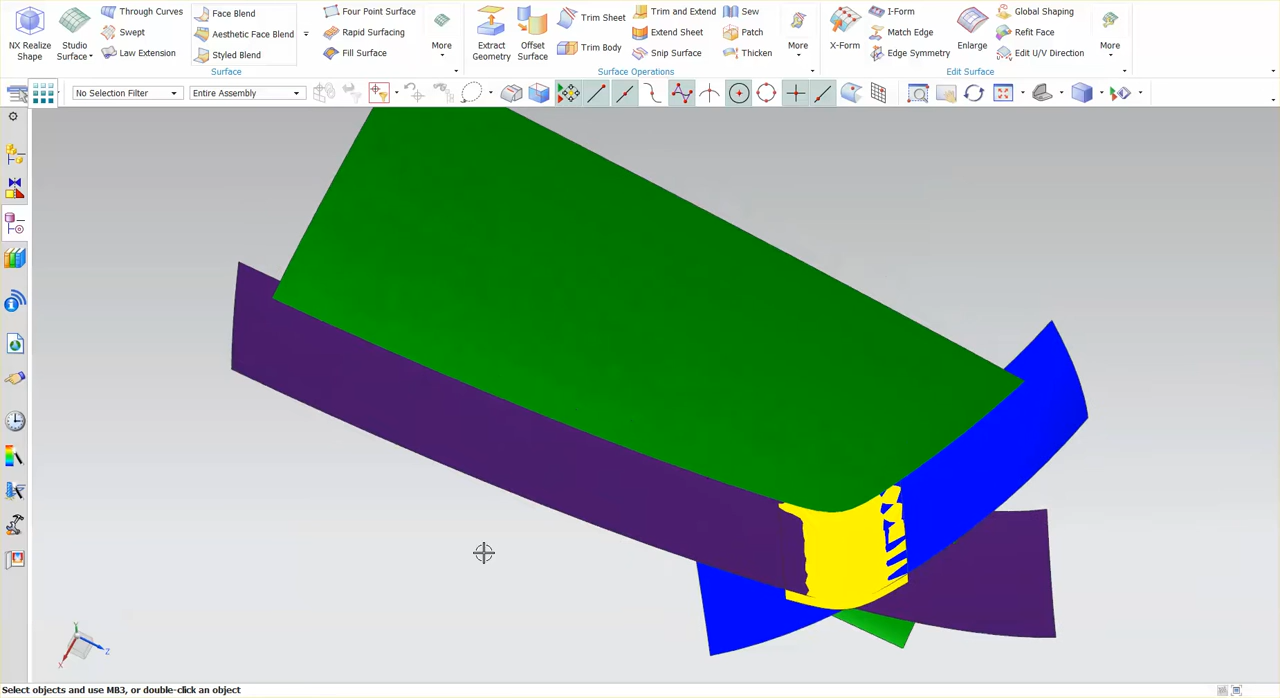 NX Realize Shape
Studio Surface
Through Curves
Swept
Law Extension
Face Blend
Aesthetic Face Blend
Styled Blend
Four Point Surface
Rapid Surfacing
Fill Surface
More
Surface
Extract Geometry
Offset Surface
Trim Sheet
Trim Body
Trim and Extend
Extend Sheet
Snip Surface
Sew
Patch
Thicken
More
Surface Operations
X-Form
I-Form
Match Edge
Edge Symmetry
Enlarge
Global Shaping
Refit Face
Edit U/V Direction
More
Edit Surface
No Selection Filter
Entire Assembly
Y
X
Z
Select objects and use MB3, or double-click an object